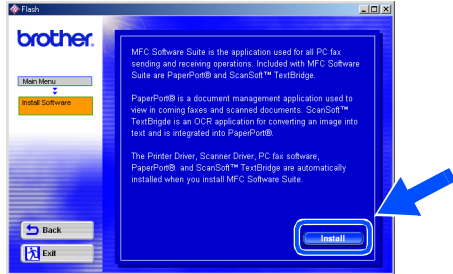 Flash
brother.
Main Menu
Install Software
MFC Software Suite is the application used for all PC fax
sending and receiving operations. Included with MFC Software
Suite are PaperPort® and ScanSoft™ TextBridge.
PaperPort® is a document management application used to
view in coming faxes and scanned documents. ScanSoft™
TextBrigde is an OCR application for converting an image into
text and is integrated into PaperPort®.
The Printer Driver, Scanner Driver, PC fax software,
PaperPort®. and ScanSoft™ TextBridge are automatically
installed when you install MFC Software Suite.
Back
Exit
Install